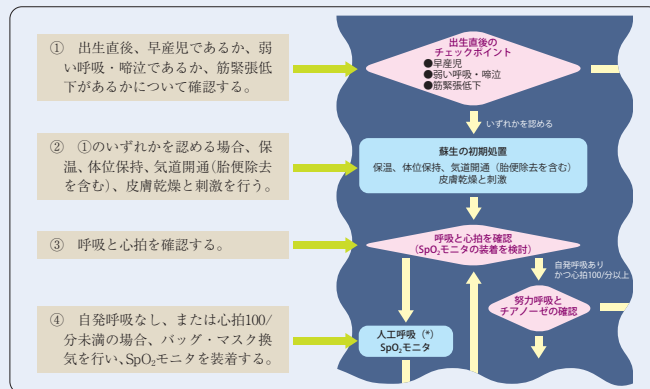 ① 出生直後、早産児であるか、弱
い呼吸・啼泣であるか、筋緊張低
下があるかについて確認する。
② ①のいずれかを認める場合、保
温、体位保持、気道開通(胎便除去
を含む)、皮膚乾燥と刺激を行う。
③ 呼吸と心拍を確認する。
④ 自発呼吸なし、または心拍100/
分未満の場合、バッグ・マスク換
気を行い、SpO₂モニタを装着する。
出生直後の
チェックポイント
●早産児
●弱い呼吸・啼泣
●筋緊張低下
いずれかを認める
蘇生の初期処置
保温、体位保持、気道開通（胎便除去を含む）
皮膚乾燥と刺激
呼吸と心拍を確認
（SpO₂モニタの装着を検討）
自発呼吸あり
かつ心拍100/分以上
努力呼吸と
チアノーゼの確認
人工呼吸（*）
SpO₂モニタ